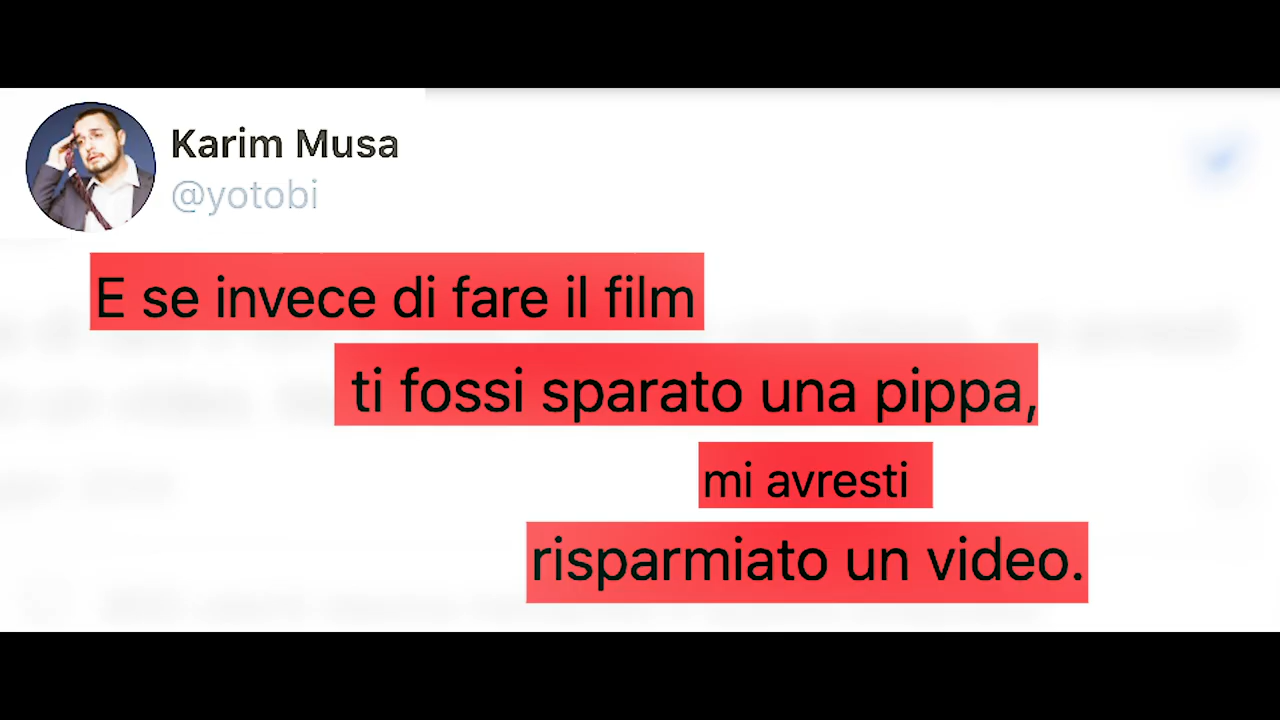 Karim Musa
@yotobi
E se invece di fare il film
ti fossi sparato una pippa,
mi avresti
risparmiato un video.